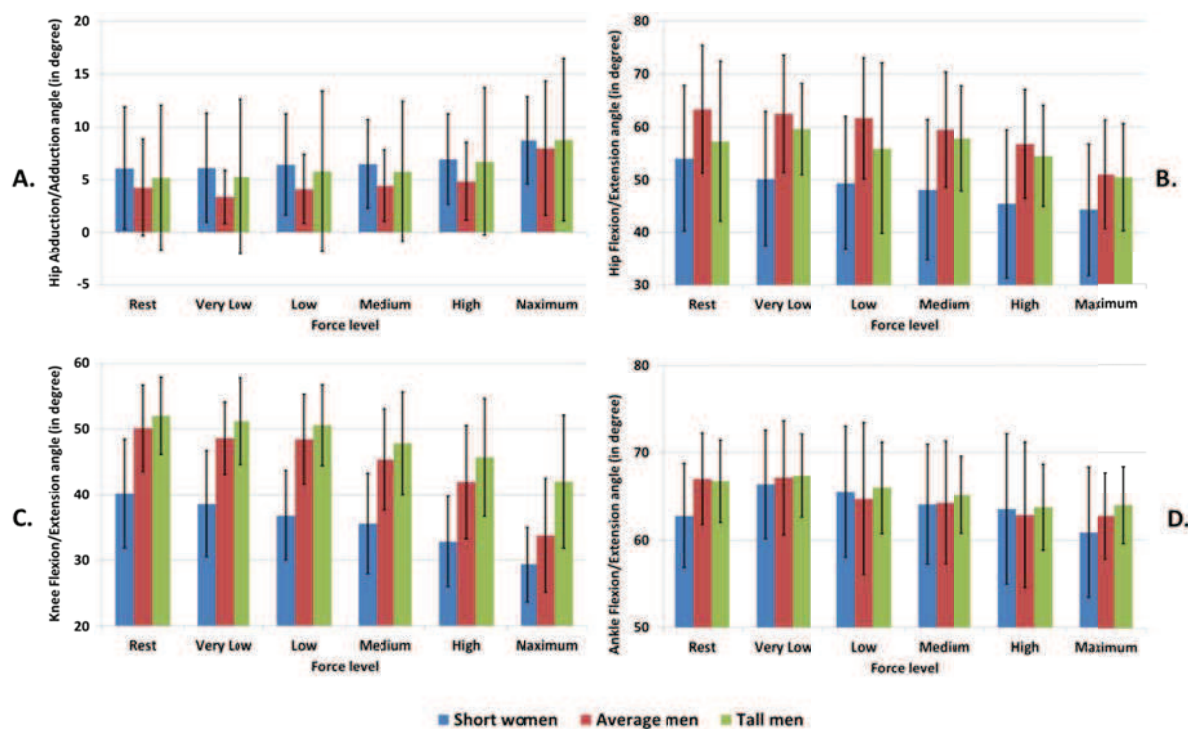 A.
Hip Abduction/Adduction angle (in degree)
20
15
10
5
0
-5
Rest Very Low Low Medium High Naximum
Force level
B.
Hip Flexion/Extension angle (in degree)
80
70
60
50
40
30
Rest Very Low Low Medium High Maximum
Force level
C.
Knee Flexion/Extension angle (in degree)
60
50
40
30
20
Rest Very Low Low Medium High Naximum
Force level
D.
Ankle Flexion/Extension angle (in degree)
80
70
60
50
Rest Very Low Low Medium High Maximum
Force level
Short women Average men Tall men